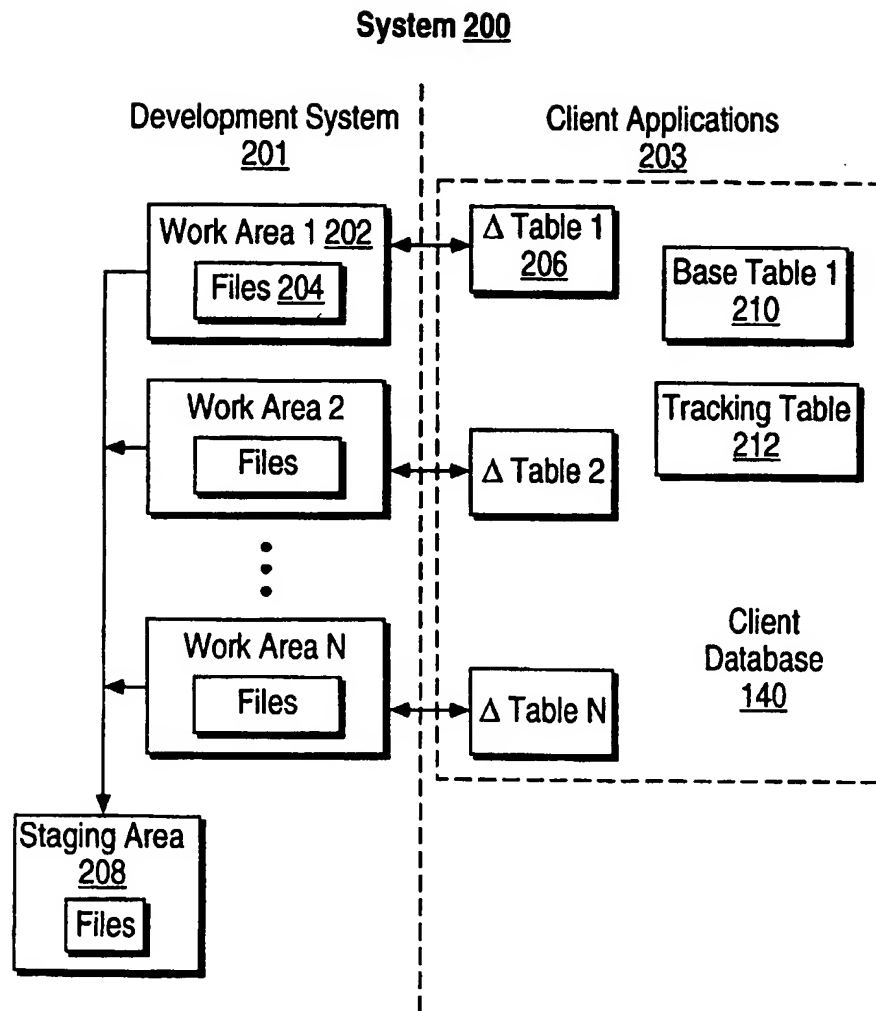 System 200
Development System
201
Client Applications
203
Work Area 1 202
Files 204
Δ Table 1
206
Base Table 1
210
Work Area 2
Files
Δ Table 2
Tracking Table
212
Work Area N
Files
Δ Table N
Client
Database
140
Staging Area
208
Files